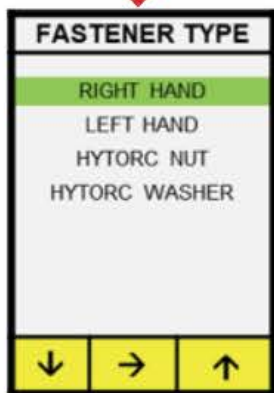 FASTENER TYPE
RIGHT HAND
LEFT HAND
HYTORC NUT
HYTORC WASHER
↓ → ↑